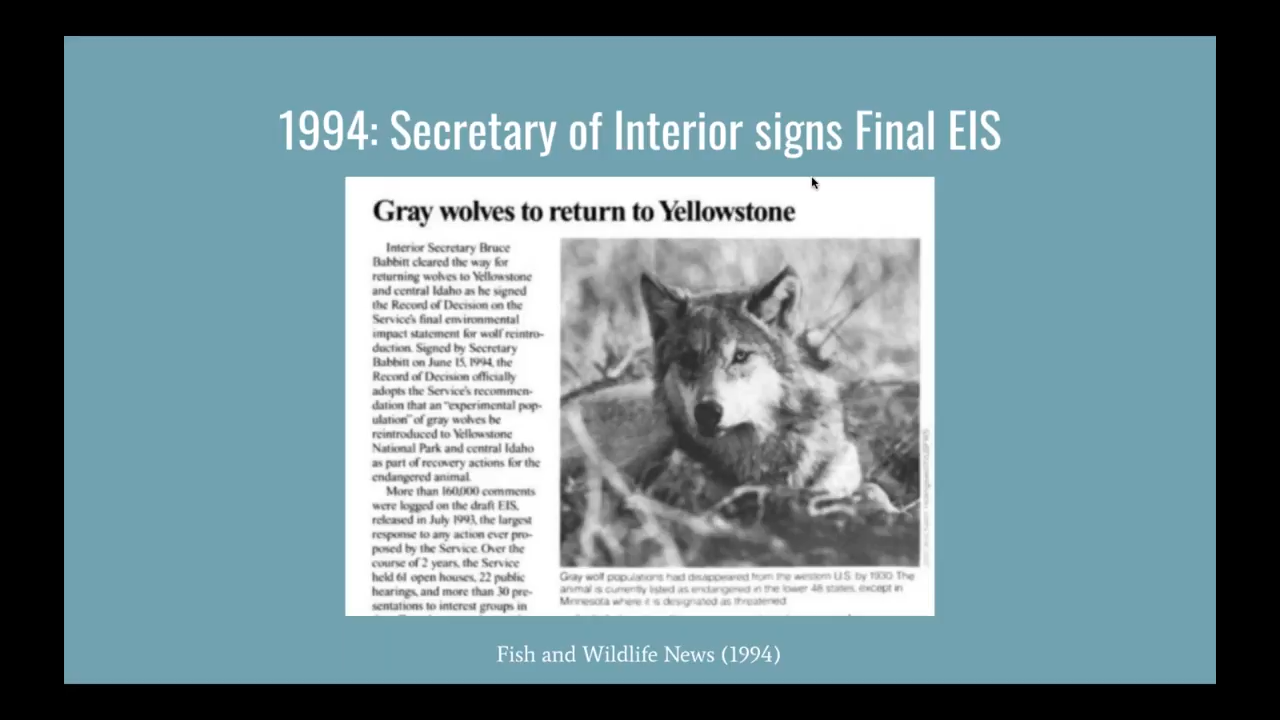 1994: Secretary of Interior signs Final EIS
Gray wolves to return to Yellowstone
Interior Secretary Bruce
Babbitt cleared the way for
returning wolves to Yellowstone
and central Idaho as he signed
the Record of Decision on the
Service's final environmental
impact statement for wolf reintro-
duction. Signed by Secretary
Babbitt on June 15, 1994, the
Record of Decision officially
adopts the Service's recommen-
dation that an "experimental pop-
ulation" of gray wolves be
reintroduced to Yellowstone
National Park and central Idaho
as part of recovery actions for the
endangered animal.
More than 160,000 comments
were logged on the draft EIS,
released in July 1993, the largest
response to any action ever pro-
posed by the Service. Over the
course of 2 years, the Service
held 61 open houses, 22 public
hearings, and more than 30 pre-
sentations to interest groups in
Gray wolf populations had disappeared from the western U.S. by 1930. The
animal is currently listed as endangered in the lower 48 states, except in
Minnesota where it is designated as threatened.
Fish and Wildlife News (1994)